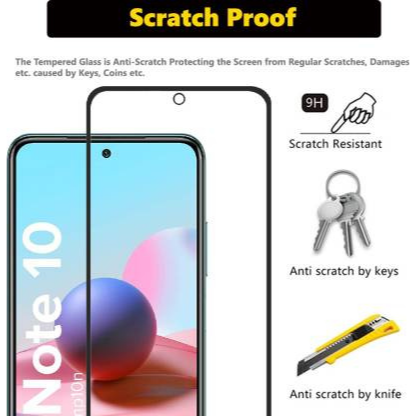 Scratch Proof
The Tempered Glass is Anti-Scratch Protecting the Screen from Regular Scratches, Damages
etc. caused by Keys, Coins etc.
9H
Scratch Resistant
Anti scratch by keys
Anti scratch by knife
Note 10